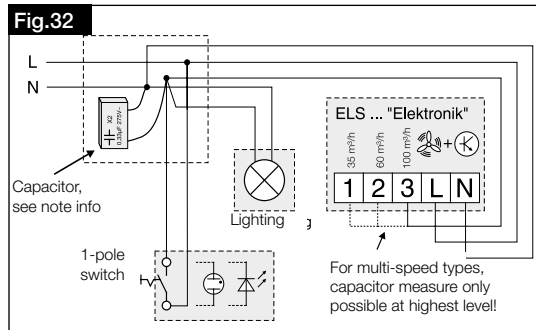 Fig.32
L
N
X2
0,33µF 275V~
Capacitor,
see note info
Lighting
g
1-pole
switch
ELS ... "Elektronik"
35 m³/h
60 m³/h
100 m³/h
+
1 2 3 L N
For multi-speed types,
capacitor measure only
possible at highest level!